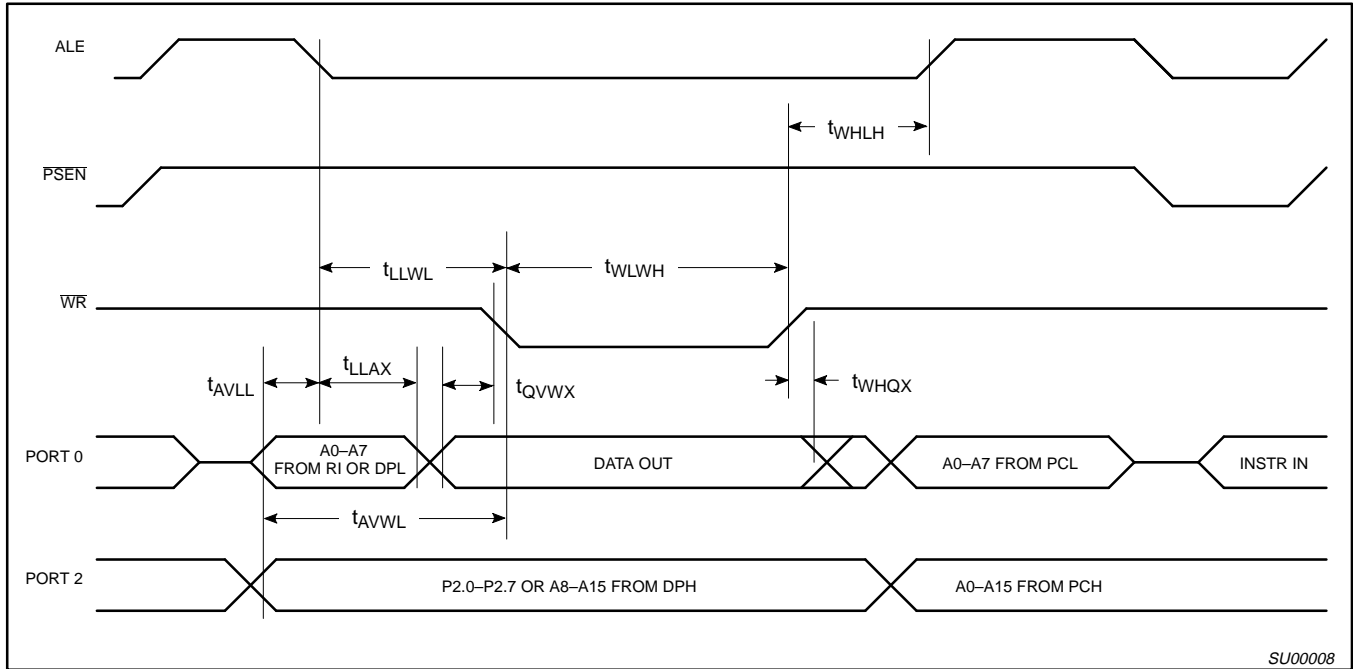 ALE
tWHLH
PSEN
tLLWL
tWLWH
WR
tLLAX
tAVLL
tQVWX
tWHQX
PORT 0
A0–A7
FROM RI OR DPL
DATA OUT
A0–A7 FROM PCL
INSTR IN
tAVWL
PORT 2
P2.0–P2.7 OR A8–A15 FROM DPH
A0–A15 FROM PCH
SU00008